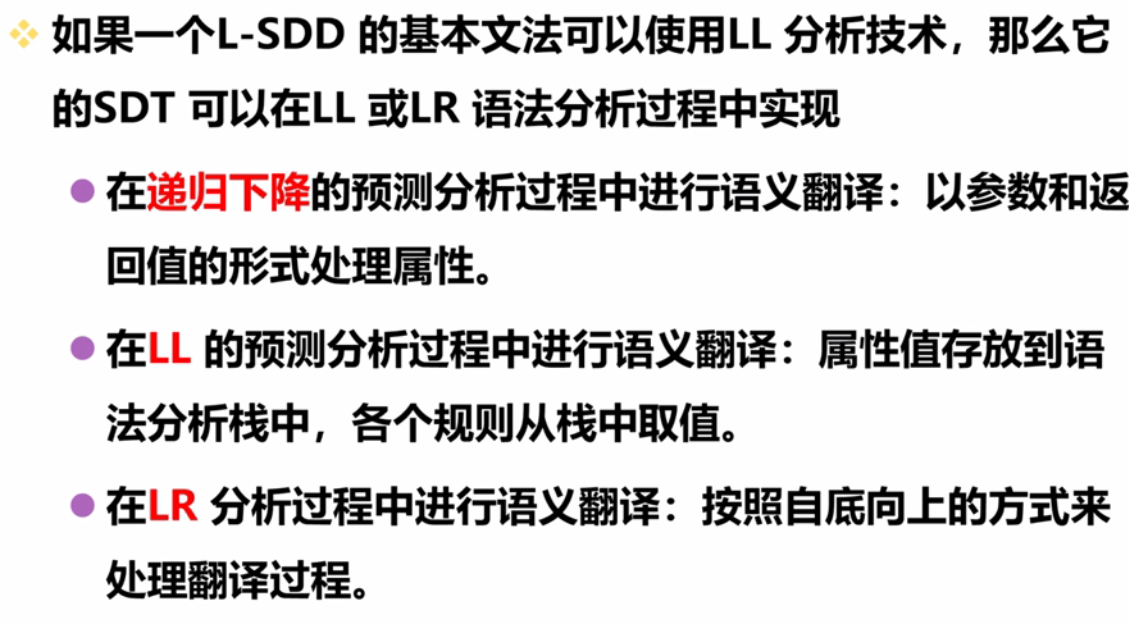 如果一个L-SDD 的基本文法可以使用LL 分析技术，那么它
的SDT 可以在LL 或LR 语法分析过程中实现
在递归下降的预测分析过程中进行语义翻译：以参数和返
回值的形式处理属性。
在LL 的预测分析过程中进行语义翻译：属性值存放到语
法分析栈中，各个规则从栈中取值。
在LR 分析过程中进行语义翻译：按照自底向上的方式来
处理翻译过程。